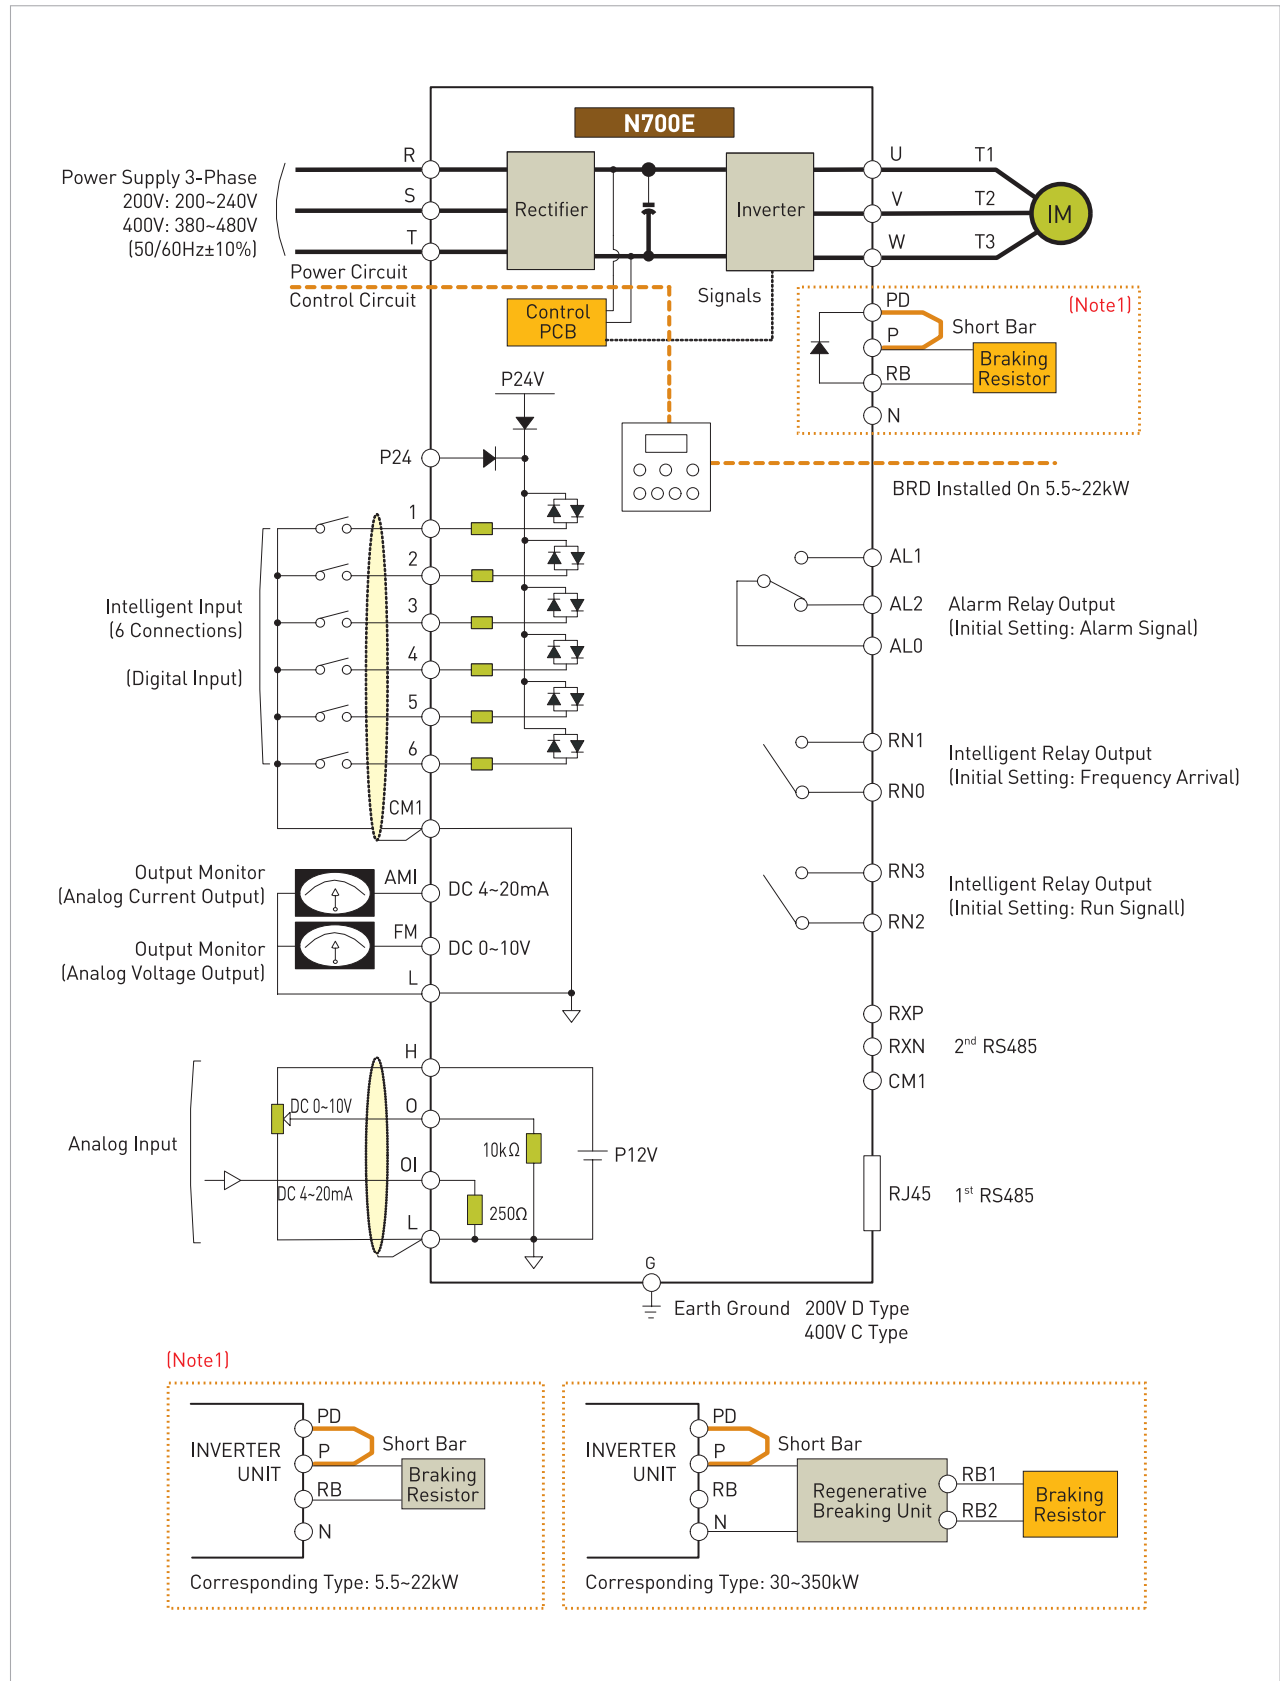 N700E
Power Supply 3-Phase
200V: 200~240V
400V: 380~480V
(50/60Hz±10%)
R
S
T
Rectifier
Inverter
U T1
V T2
W T3
IM
Power Circuit
Control Circuit
Control
PCB
Signals
PD
P
RB
N
Short Bar
Braking
Resistor
(Note1)
BRD Installed On 5.5~22kW
P24V
P24
Intelligent Input
(6 Connections)
(Digital Input)
1
2
3
4
5
6
CM1
AL1
AL2
AL0
Alarm Relay Output
(Initial Setting: Alarm Signal)
RN1
RN0
Intelligent Relay Output
(Initial Setting: Frequency Arrival)
RN3
RN2
Intelligent Relay Output
(Initial Setting: Run Signall)
Output Monitor
(Analog Current Output)
AMI
DC 4~20mA
Output Monitor
(Analog Voltage Output)
FM
DC 0~10V
L
RXP
RXN
CM1
2nd RS485
Analog Input
H
DC 0~10V
O
10kΩ
P12V
OI
DC 4~20mA
250Ω
L
RJ45
1st RS485
G
Earth Ground
200V D Type
400V C Type
(Note1)
INVERTER
UNIT
PD
P
RB
N
Short Bar
Braking
Resistor
Corresponding Type: 5.5~22kW
INVERTER
UNIT
PD
P
RB
N
Short Bar
Regenerative
Breaking Unit
RB1
RB2
Braking
Resistor
Corresponding Type: 30~350kW